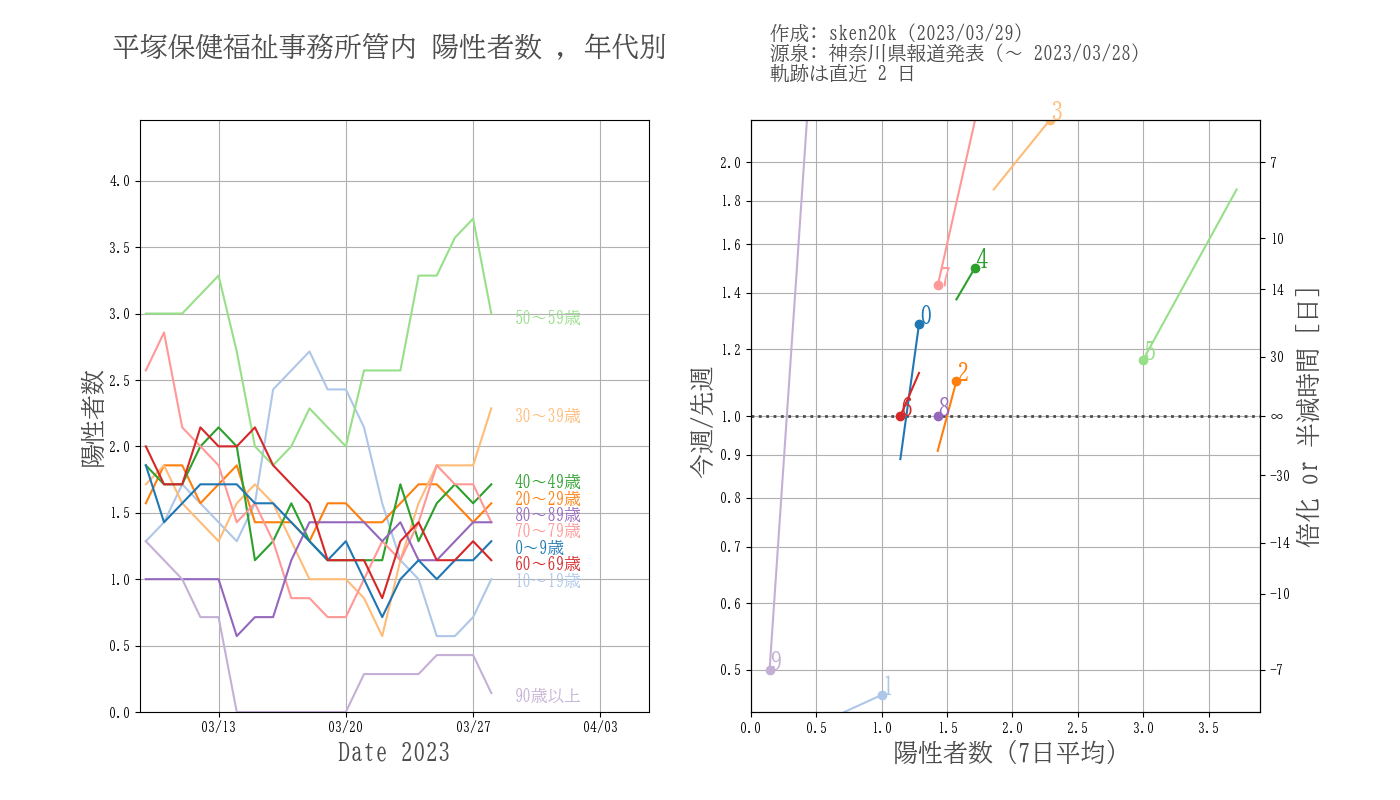 平塚保健福祉事務所管内 陽性者数 , 年代別
作成: sken20k (2023/03/29)
源泉: 神奈川県報道発表 (〜 2023/03/28)
軌跡は直近 2 日
陽性者数
4.0
3.5
3.0
2.5
2.0
1.5
1.0
0.5
0.0
03/13
03/20
03/27
04/03
Date 2023
50〜59歳
30〜39歳
40〜49歳
20〜29歳
80〜89歳
70〜79歳
0〜9歳
60〜69歳
10〜19歳
90歳以上
今週/先週
2.0
1.8
1.6
1.4
1.2
1.0
0.9
0.8
0.7
0.6
0.5
3
4
7
0
5
2
6
8
9
1
0.0
0.5
1.0
1.5
2.0
2.5
3.0
3.5
陽性者数 (7日平均)
7
10
14
30
∞
−30
−14
−10
−7
倍化 or 半減時間 [日]